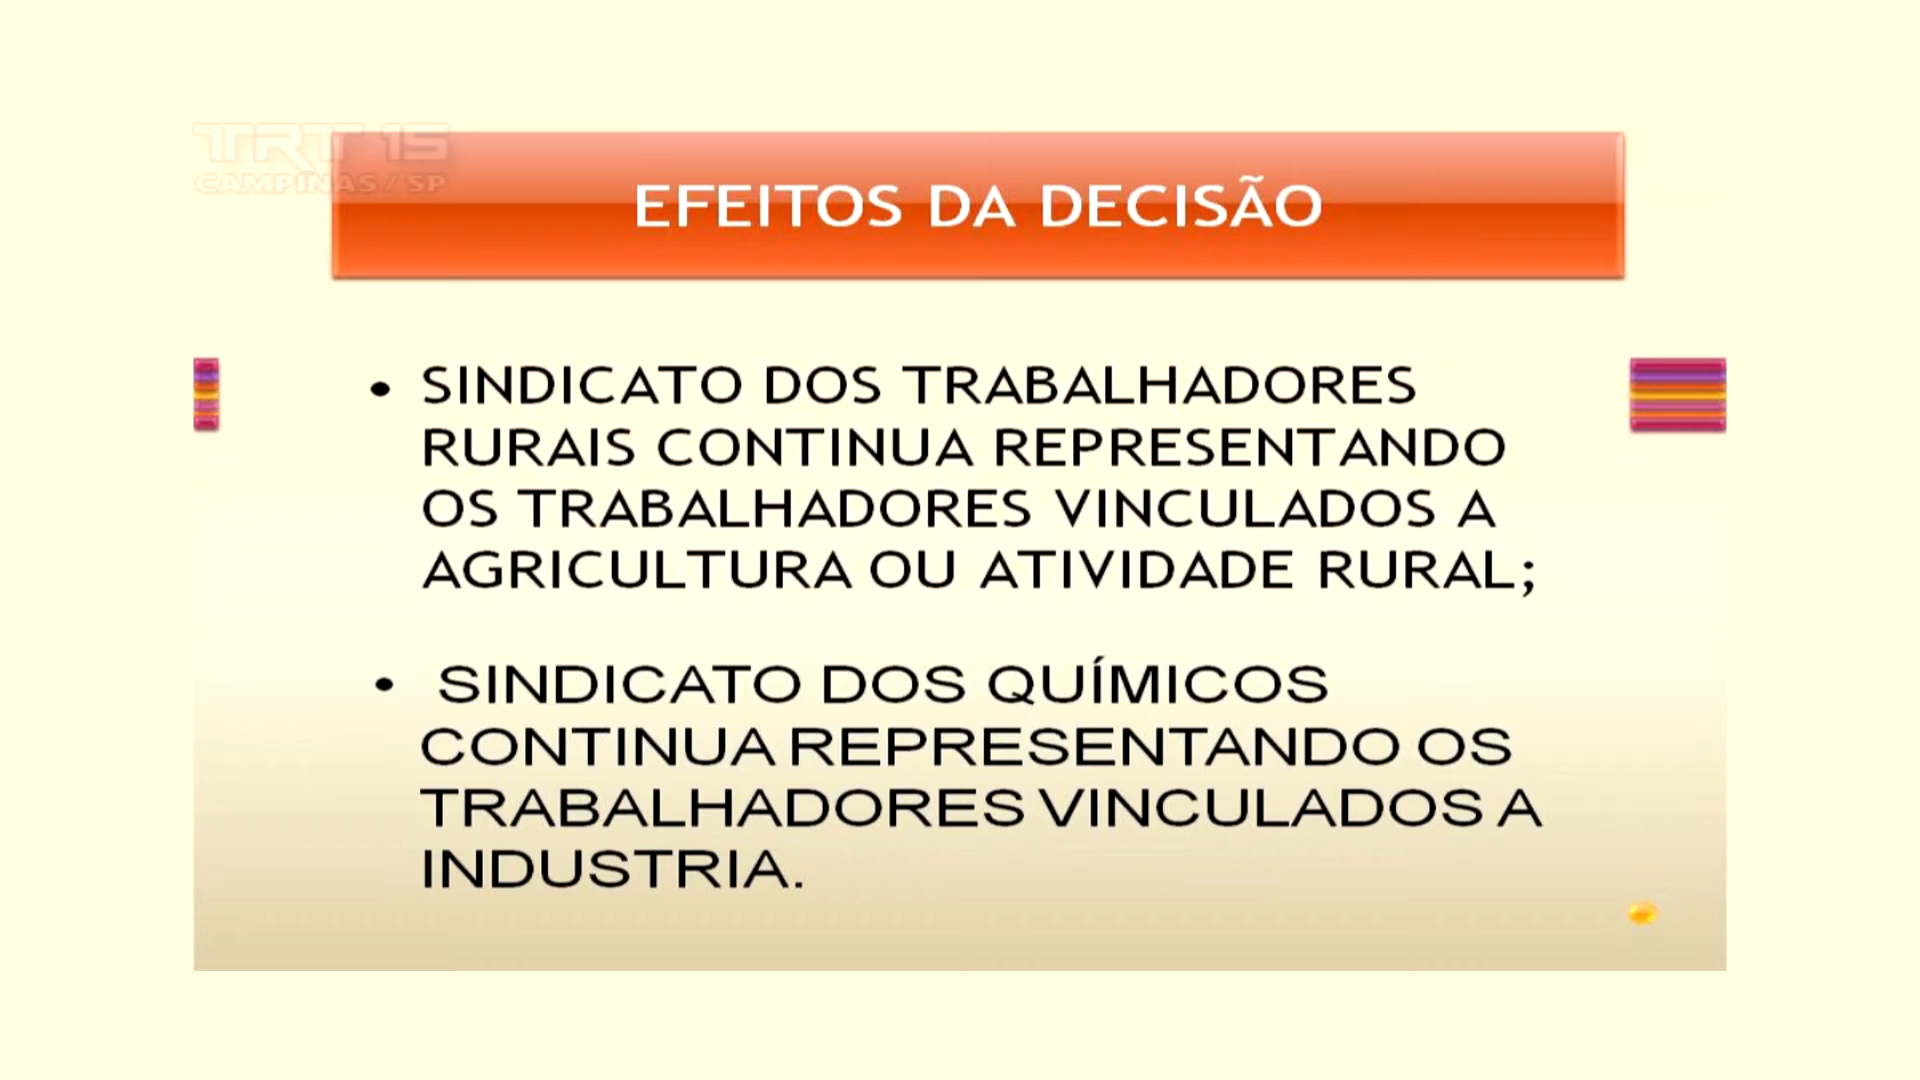 TRT 15
CAMPINAS / SP
EFEITOS DA DECISÃO
• SINDICATO DOS TRABALHADORES
RURAIS CONTINUA REPRESENTANDO
OS TRABALHADORES VINCULADOS A
AGRICULTURA OU ATIVIDADE RURAL;
• SINDICATO DOS QUÍMICOS
CONTINUA REPRESENTANDO OS
TRABALHADORES VINCULADOS A
INDUSTRIA.